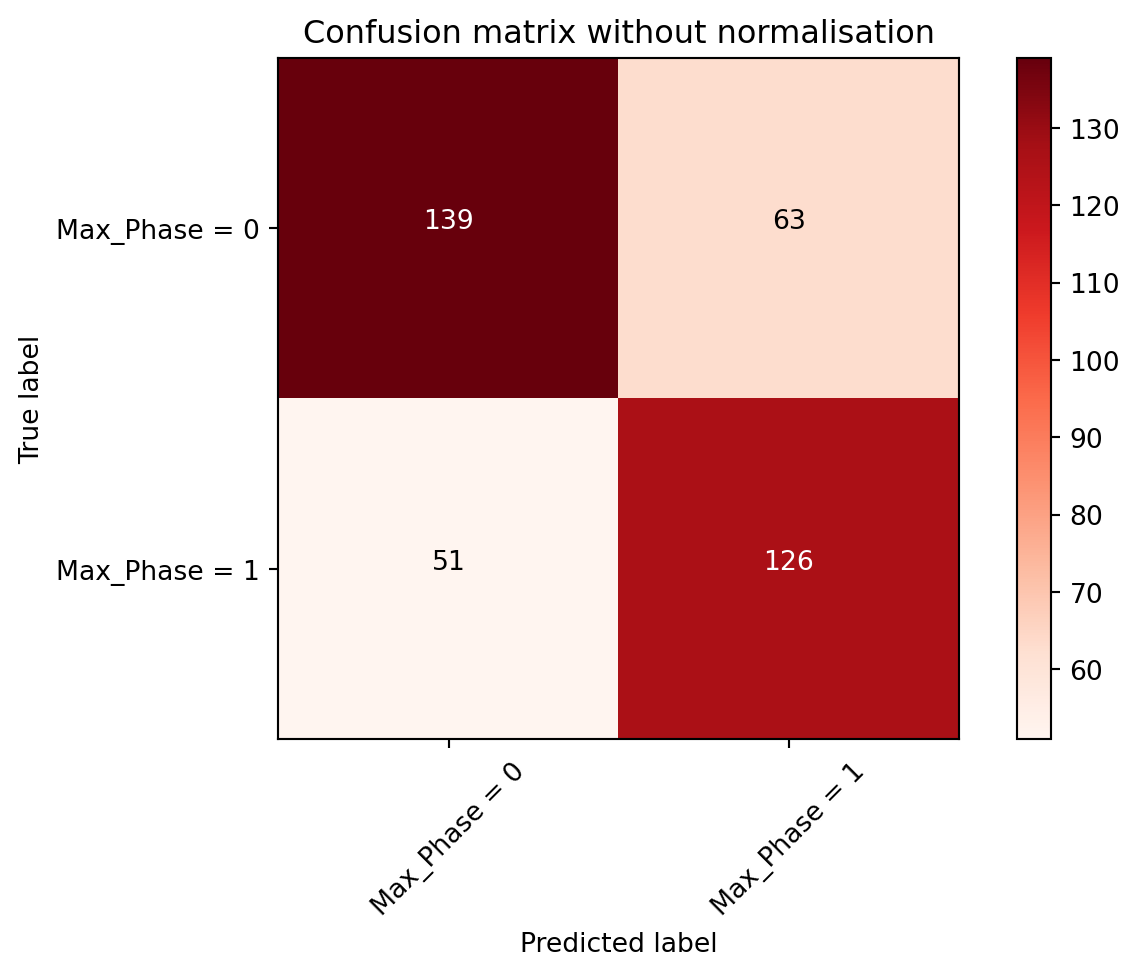 Confusion matrix without normalisation
Max_Phase = 0
139
63
True label
Max_Phase = 1
51
126
Max_Phase = 0
Max_Phase = 1
Predicted label
130
120
110
100
90
80
70
60